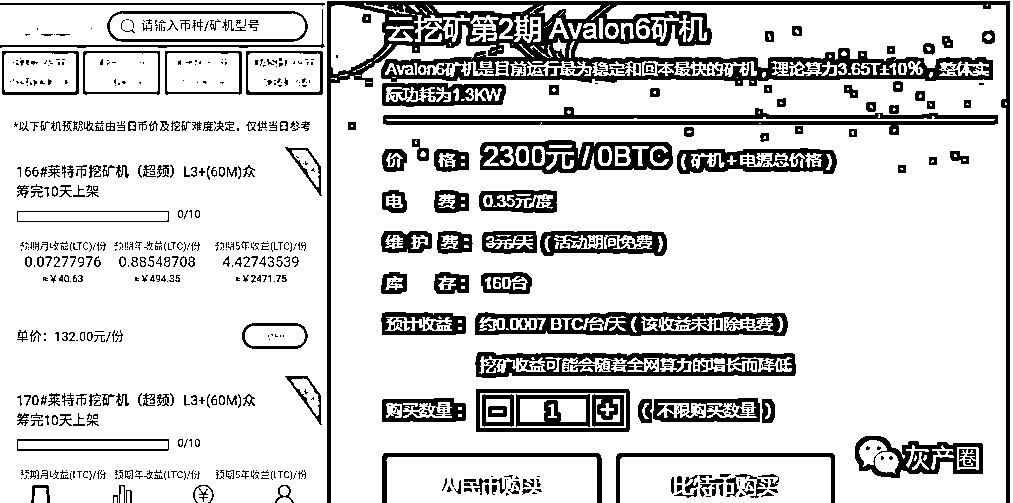 请输入币种/矿机型号
*以下矿机预期收益由当日币价及挖矿难度决定，仅供当日参考
166#莱特币挖矿机（超频）L3+(60M)众
筹完10天上架
0/10
预期月收益(LTC)/份 预期年收益(LTC)/份 预期5年收益(LTC)/份
0.07277976 0.88548708 4.42743539
≈¥40.63 ≈¥494.35 ≈¥2471.75
单价：132.00元/份
170#莱特币挖矿机（超频）L3+(60M)众
筹完10天上架
0/10
预期月收益(LTC)/份 预期年收益(LTC)/份 预期5年收益(LTC)/份
云挖矿第2期 Avalon6矿机
Avalon6矿机是目前运行最为稳定和回本最快的矿机，理论算力3.65T±10%，整体实
际功耗为1.3KW
价 格：2300元 / 0BTC（矿机+电源总价格）
电 费：0.35元/度
维 护 费：3元/天（活动期间免费）
库 存：160台
预计收益：约0.0007 BTC/台/天（该收益未扣除电费）
挖矿收益可能会随着全网算力的增长而降低
购买数量： − 1 +（不限购买数量）
人民币购买 比特币购买
灰产圈